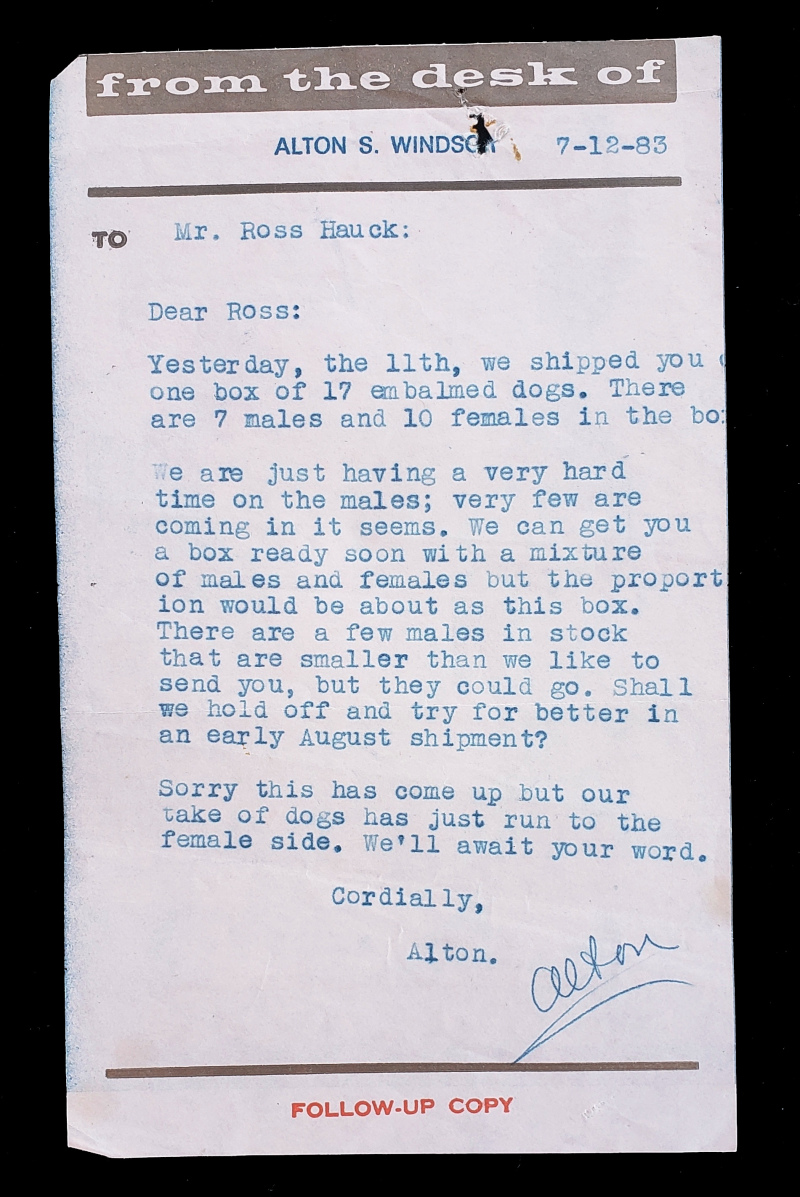 from the desk of
ALTON S. WINDSOR 7-12-83
TO Mr. Ross Hauck:
Dear Ross:
Yesterday, the 11th, we shipped you
one box of 17 embalmed dogs. There
are 7 males and 10 females in the box
We are just having a very hard
time on the males; very few are
coming in it seems. We can get you
a box ready soon with a mixture
of males and females but the proport
ion would be about as this box.
There are a few males in stock
that are smaller than we like to
send you, but they could go. Shall
we hold off and try for better in
an early August shipment?
Sorry this has come up but our
take of dogs has just run to the
female side. We'll await your word.
Cordially,
Alton.
Alton
FOLLOW-UP COPY